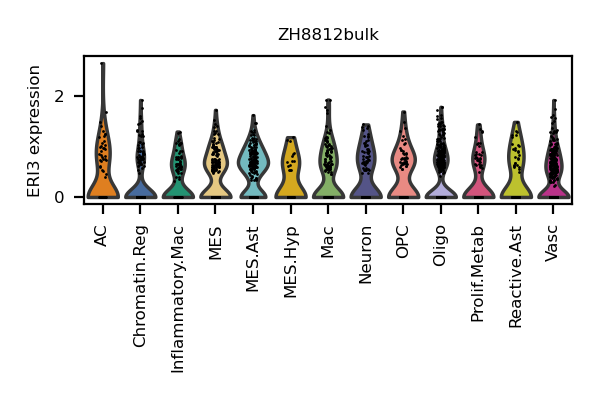 ZH8812bulk
ERI3 expression
2
0
AC
Chromatin.Reg
Inflammatory.Mac
MES
MES.Ast
MES.Hyp
Mac
Neuron
OPC
Oligo
Prolif.Metab
Reactive.Ast
Vasc